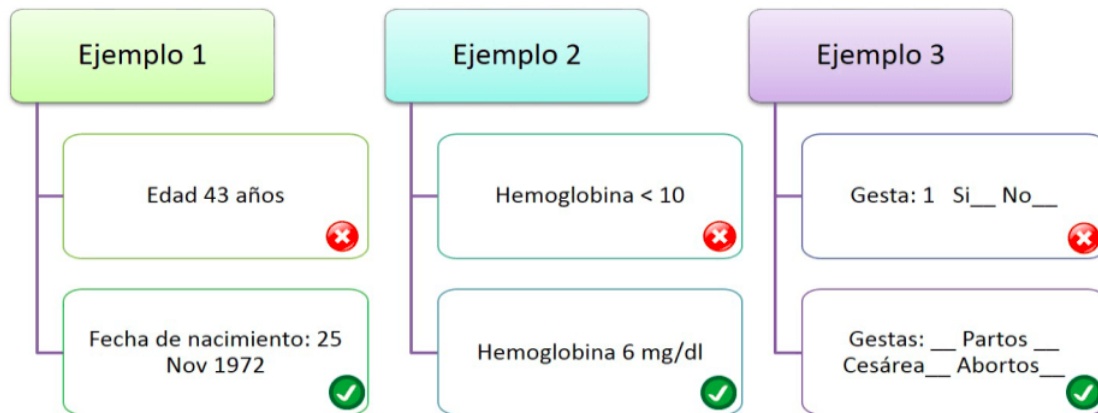 Ejemplo 1
Edad 43 años
Fecha de nacimiento: 25
Nov 1972
Ejemplo 2
Hemoglobina < 10
Hemoglobina 6 mg/dl
Ejemplo 3
Gesta: 1   Si__ No__
Gestas: __ Partos __
Cesárea__ Abortos__